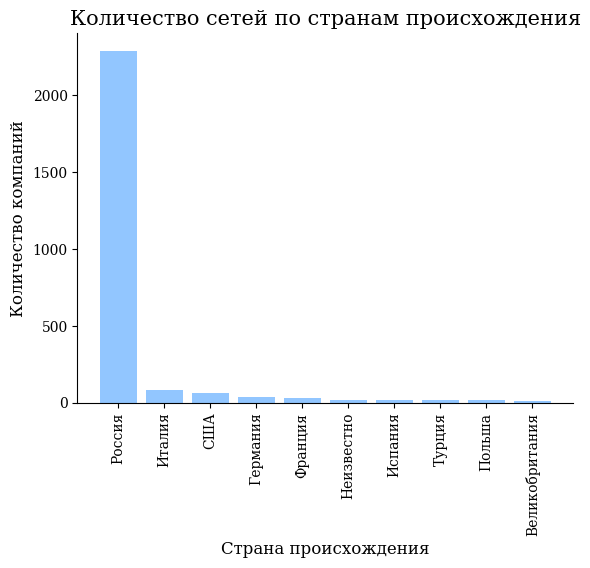 Количество сетей по странам происхождения
Количество компаний
2000
1500
1000
500
0
Россия
Италия
США
Германия
Франция
Неизвестно
Испания
Турция
Польша
Великобритания
Страна происхождения